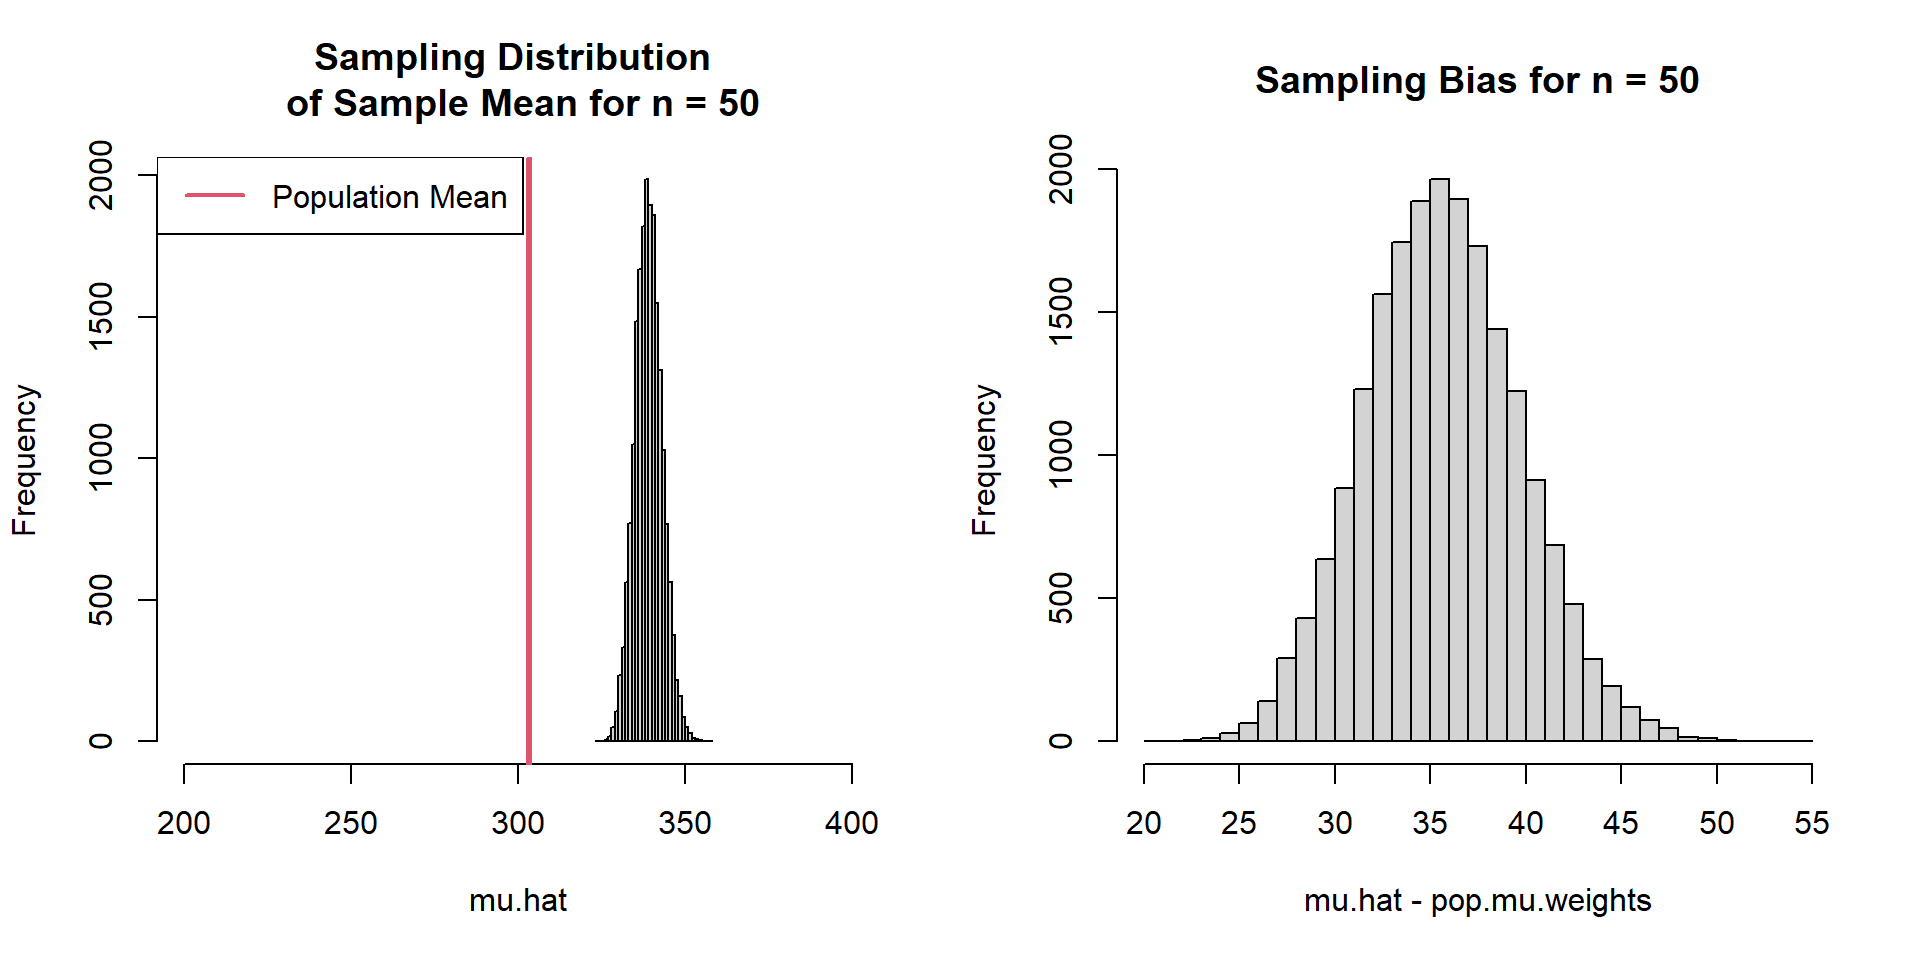 Sampling Distribution
of Sample Mean for n = 50
Population Mean
Frequency
0
500
1000
1500
2000
200 250 300 350 400
mu.hat
Sampling Bias for n = 50
Frequency
0
500
1000
1500
2000
20 25 30 35 40 45 50 55
mu.hat - pop.mu.weights